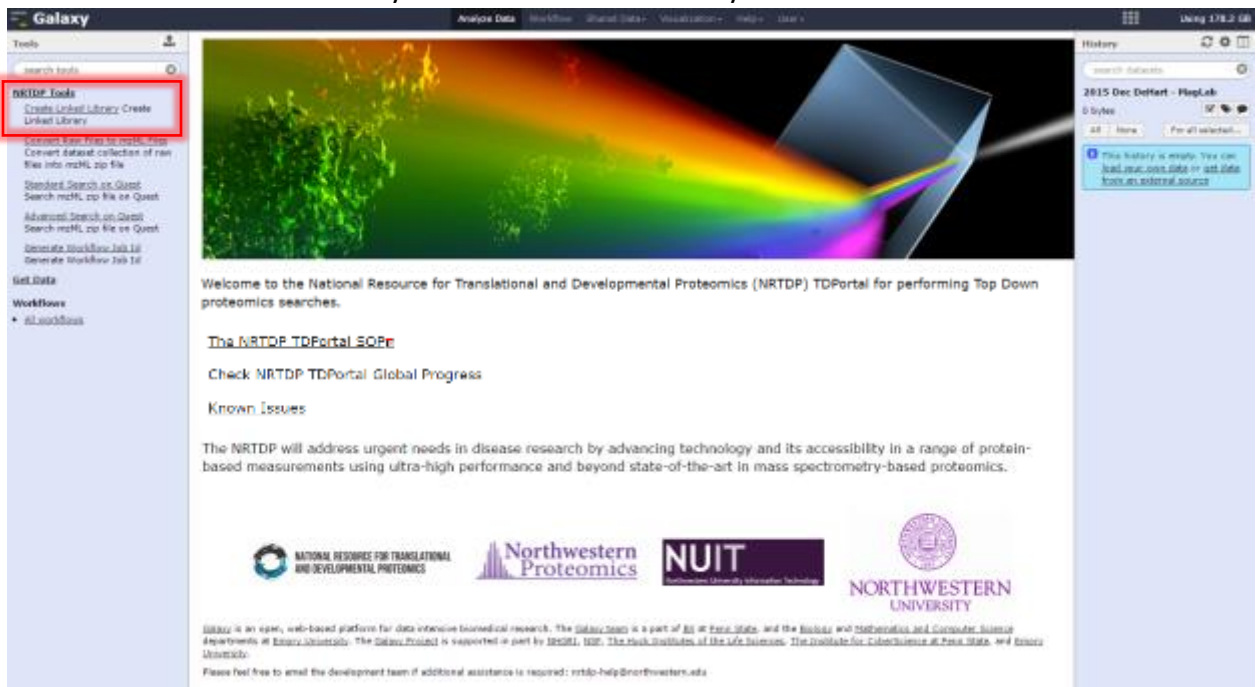 Galaxy
Analyze Data Workflow Shared Data Visualization Help User
Using 178.2 GB
Tools
search tools
NRTDP Tools
Create Linked Library Create
Linked Library
Convert Raw Files to mzML Files
Convert dataset collection of raw
files into mzML zip file
Standard Search on Quest
Search mzML zip file on Quest
Advanced Search on Quest
Search mzML zip file on Quest
Generate Workflow Job Id
Generate Workflow Job Id
Get Data
Workflows
All workflows
Welcome to the National Resource for Translational and Developmental Proteomics (NRTDP) TDPortal for performing Top Down
proteomics searches.
The NRTDP TDPortal SOP
Check NRTDP TDPortal Global Progress
Known Issues
The NRTDP will address urgent needs in disease research by advancing technology and its accessibility in a range of protein-
based measurements using ultra-high performance and beyond state-of-the-art in mass spectrometry-based proteomics.
NATIONAL RESOURCE FOR TRANSLATIONAL
AND DEVELOPMENTAL PROTEOMICS
Northwestern
Proteomics
NUIT
Northwestern University Information Technology
NORTHWESTERN
UNIVERSITY
Galaxy is an open, web-based platform for data intensive biomedical research. The Galaxy team is a part of BX at Penn State, and the Biology and Mathematics and Computer Science
departments at Emory University. The Galaxy Project is supported in part by NHGRI, NSF, The Huck Institutes of the Life Sciences, The Institute for CyberScience at Penn State, and Emory
University.
Please feel free to email the development team if additional assistance is required: nrtdp-help@northwestern.edu
History
search datasets
2015 Dec DeHart - MagLab
0 bytes
All None For all selected...
This history is empty. You can
load your own data or get data
from an external source